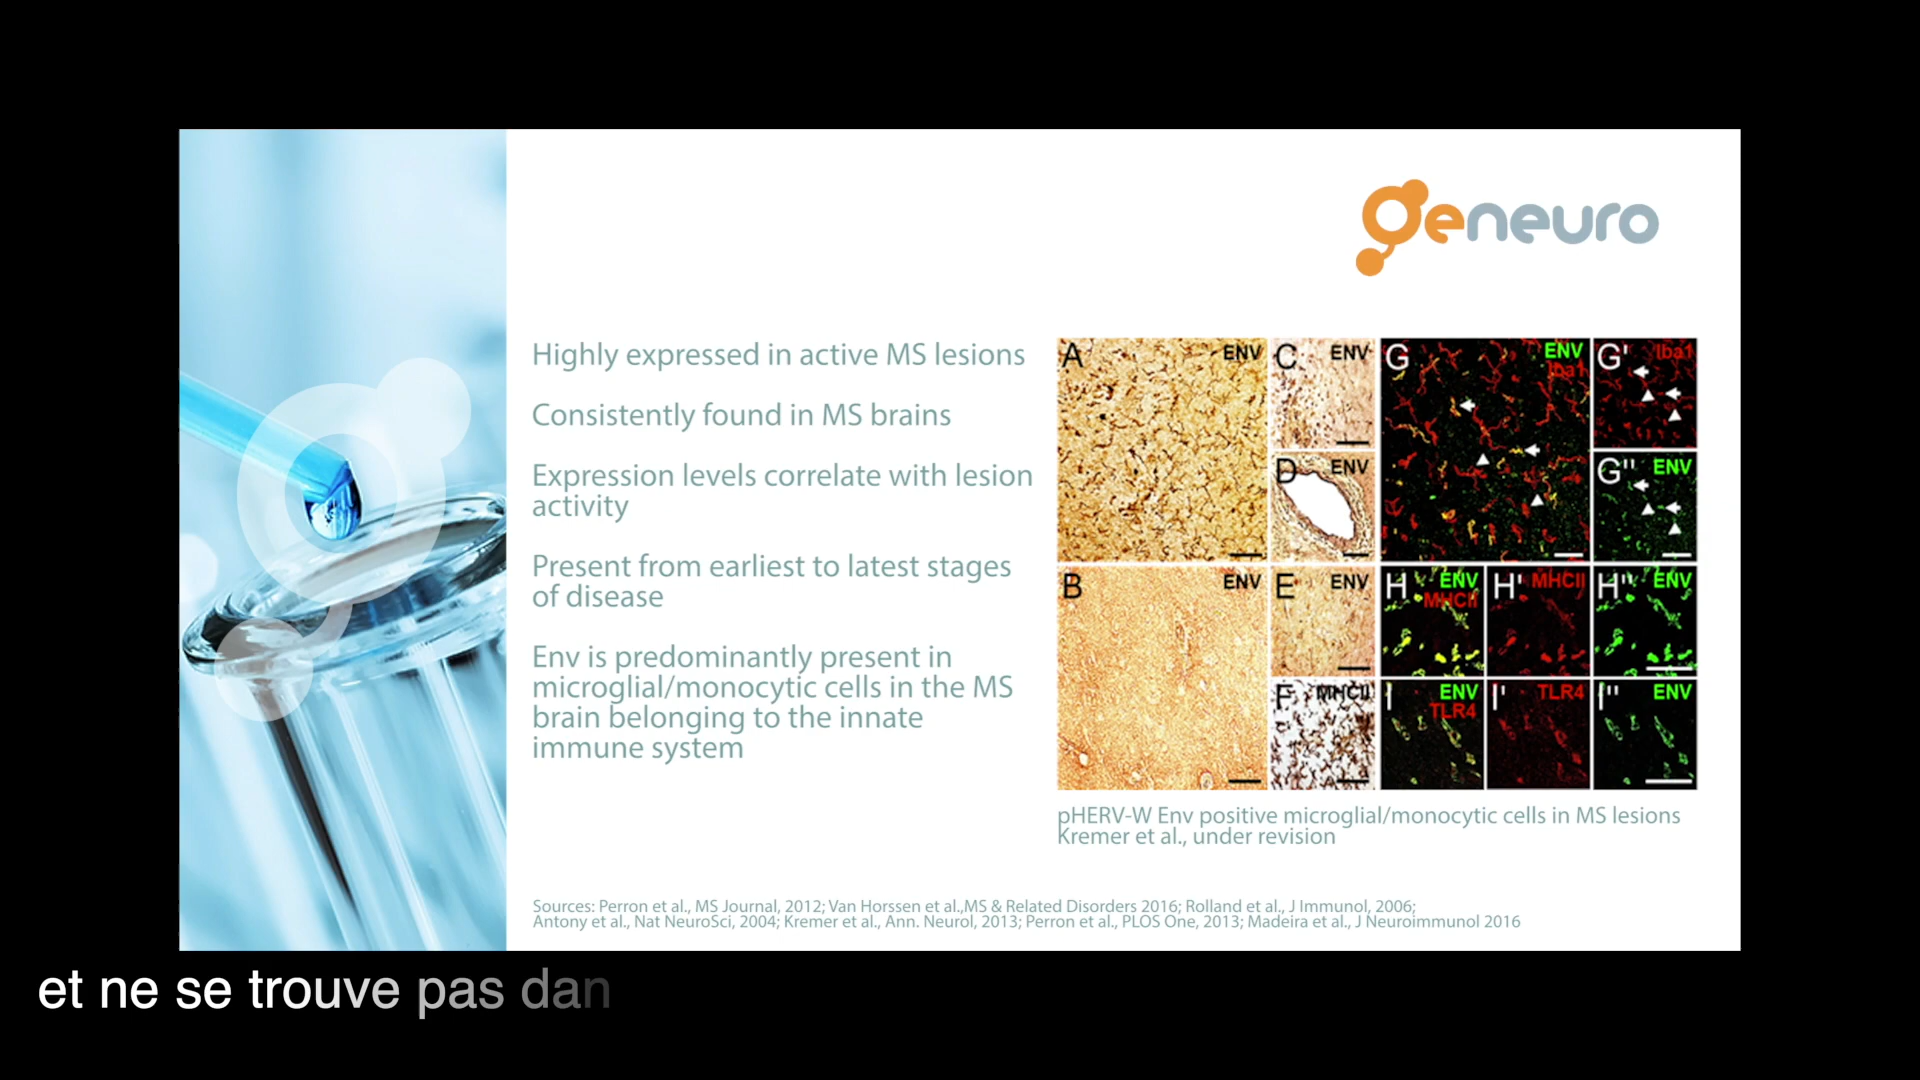 geneuro
Highly expressed in active MS lesions
Consistently found in MS brains
Expression levels correlate with lesion
activity
Present from earliest to latest stages
of disease
Env is predominantly present in
microglial/monocytic cells in the MS
brain belonging to the innate
immune system
A ENV
C ENV
G ENV
Iba1
G' Iba1
D ENV
G" ENV
B ENV
E ENV
H ENV
MHCII
H' MHCII
H" ENV
F MHCII
I ENV
TLR4
I' TLR4
I" ENV
pHERV-W Env positive microglial/monocytic cells in MS lesions
Kremer et al., under revision
Sources: Perron et al., MS Journal, 2012; Van Horssen et al.,MS & Related Disorders 2016; Rolland et al., J Immunol, 2006;
Antony et al., Nat NeuroSci, 2004; Kremer et al., Ann. Neurol, 2013; Perron et al., PLOS One, 2013; Madeira et al., J Neuroimmunol 2016
et ne se trouve pas dan